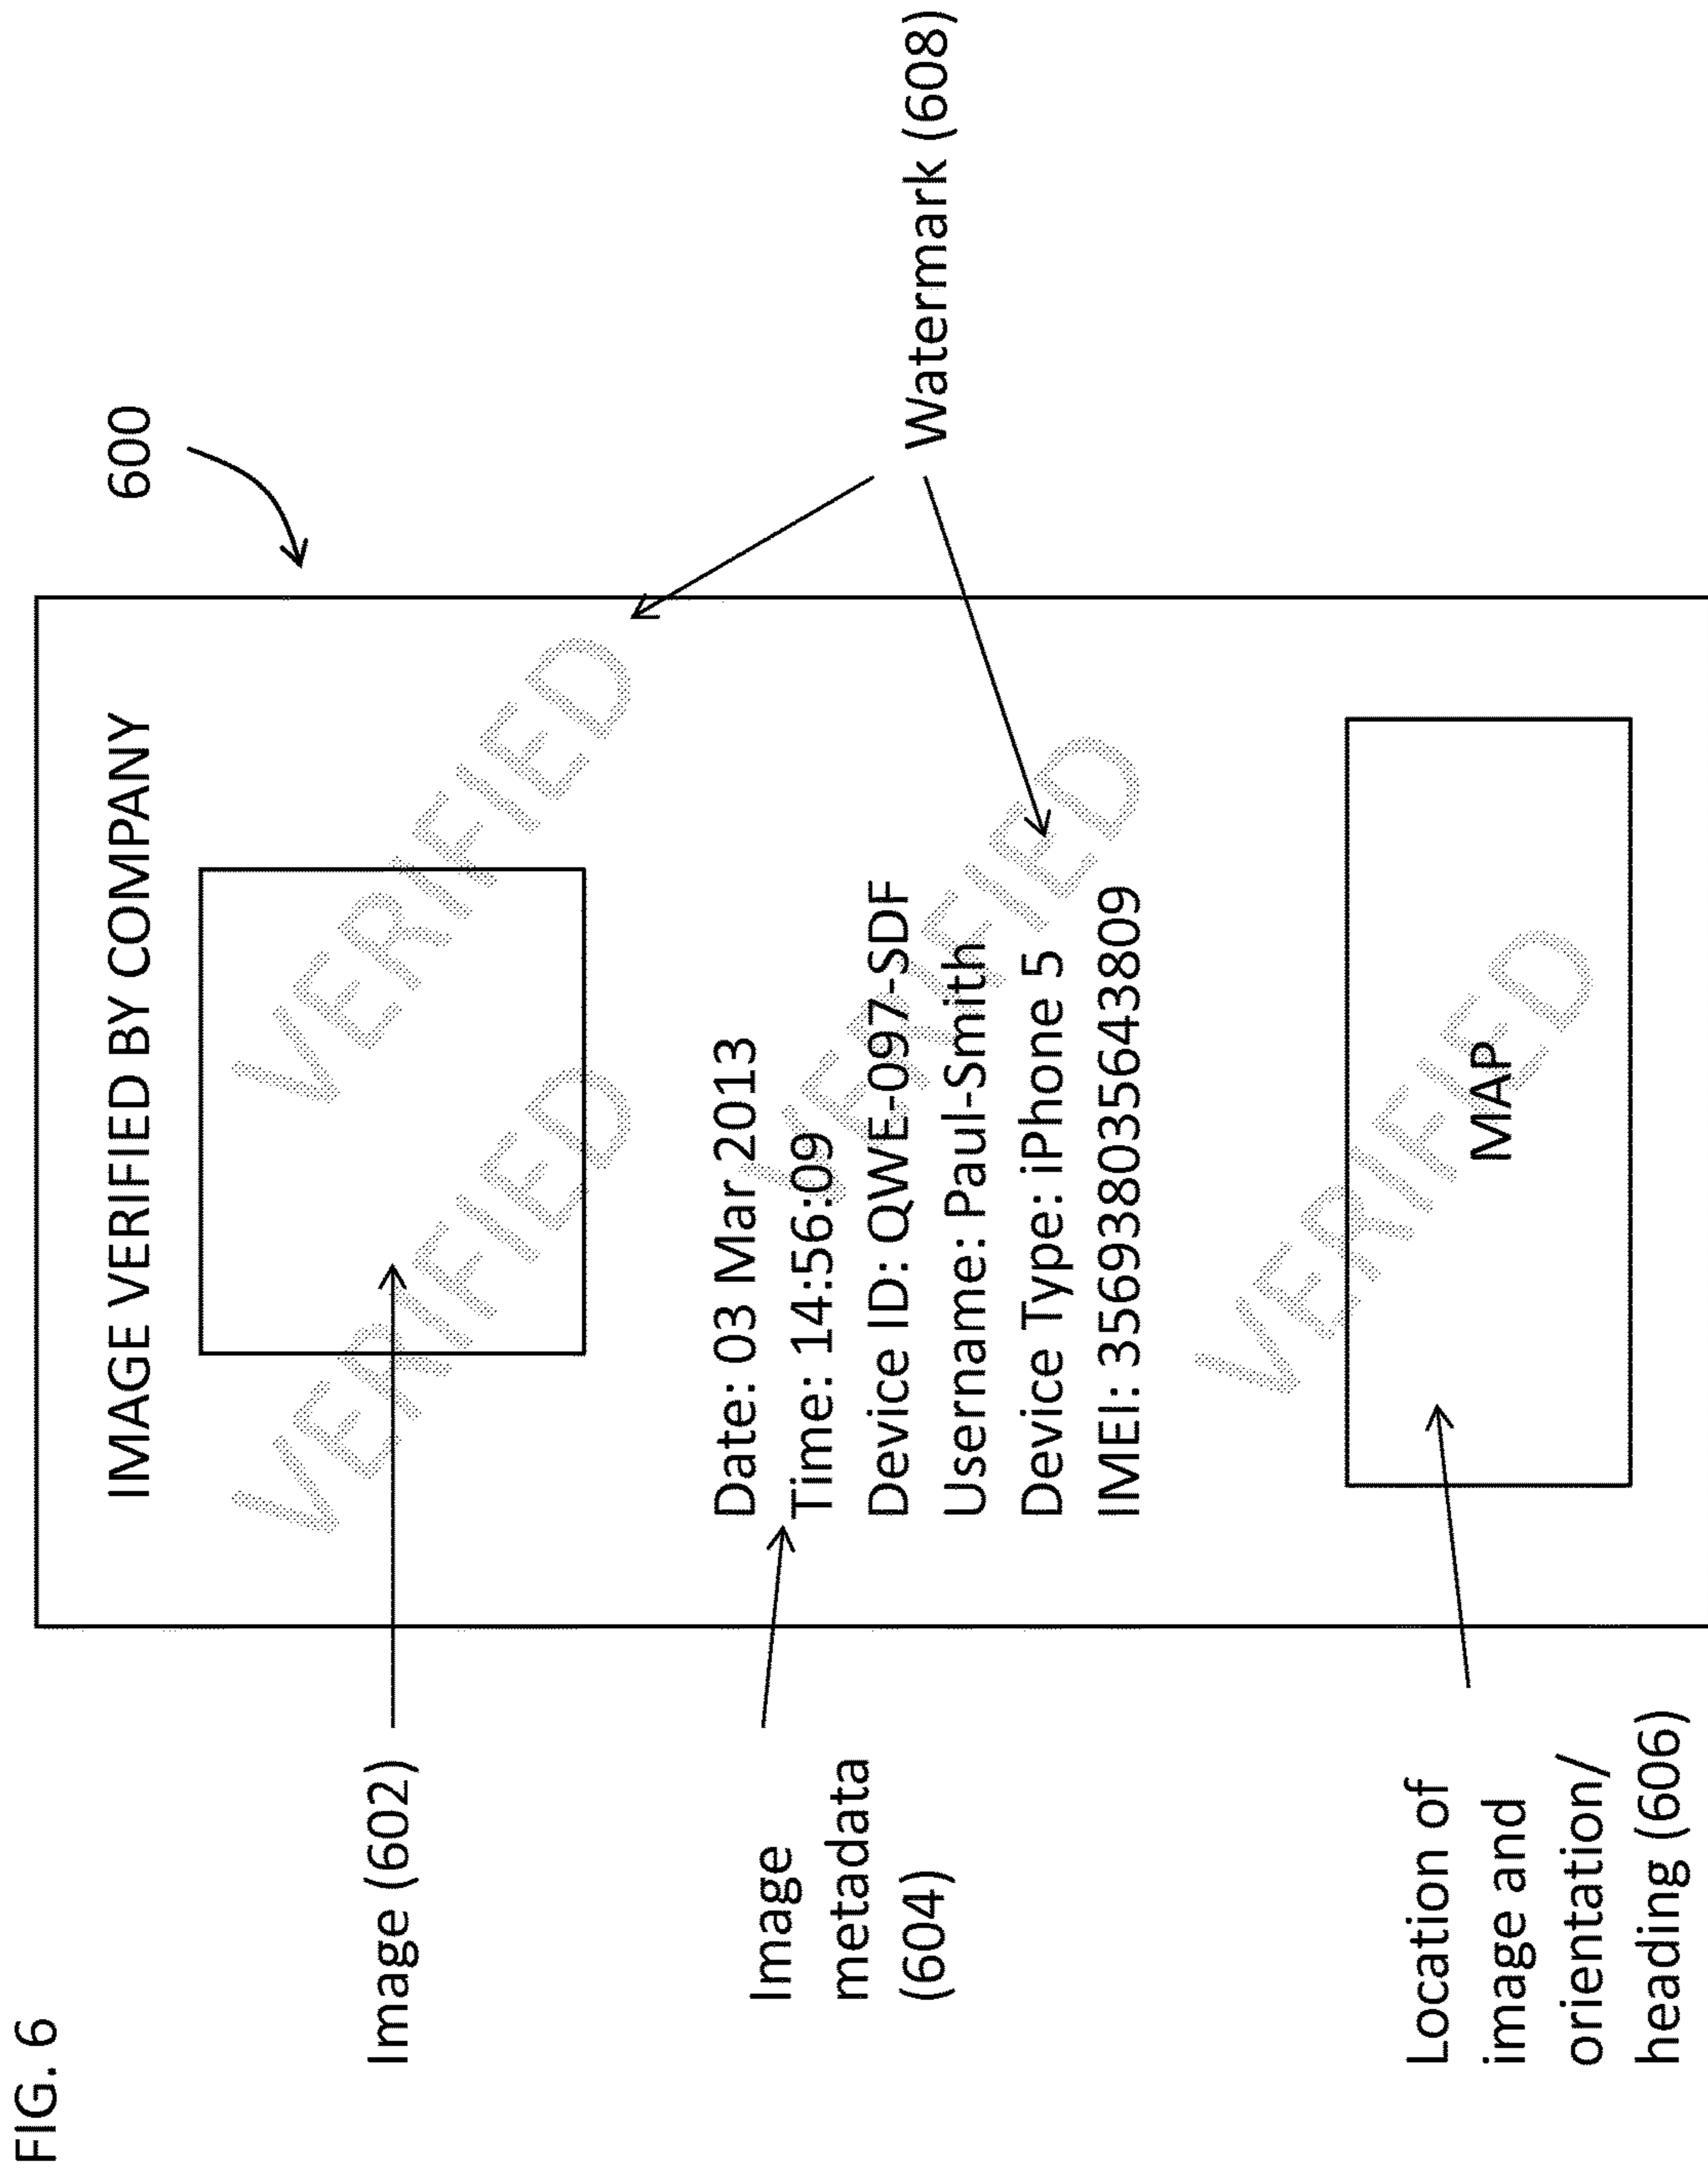 FIG. 6
600
IMAGE VERIFIED BY COMPANY
Image (602)
VERIFIED
VERIFIED
Watermark (608)
Image
metadata
(604)
Date: 03 Mar 2013
Time: 14:56:09
Device ID: QWE-097-SDF
Username: Paul-Smith
Device Type: iPhone 5
IMEI: 356938035643809
VERIFIED
Location of
image and
orientation/
heading (606)
MAP
VERIFIED